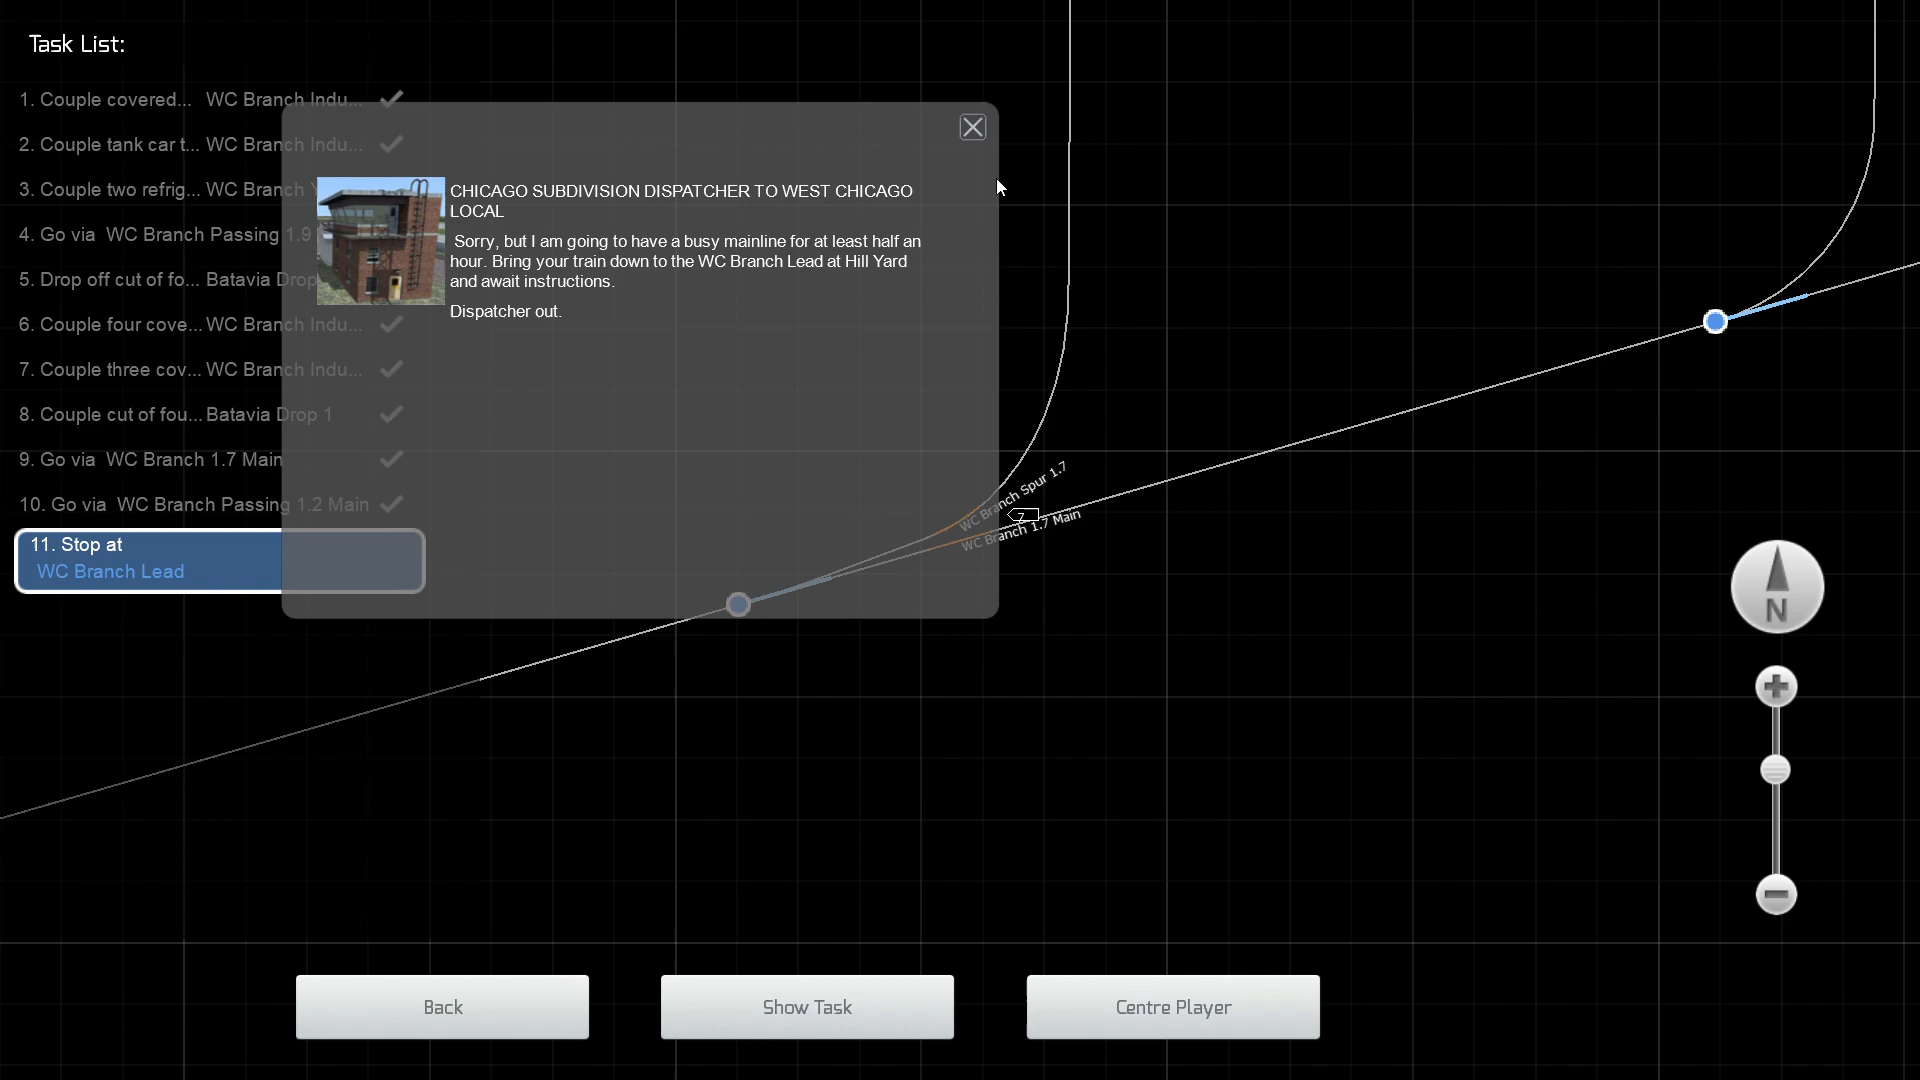 Task List:
1. Couple covered... WC Branch Indu...
2. Couple tank car t... WC Branch Indu...
3. Couple two refrig... WC Branch
4. Go via WC Branch Passing 1.9
5. Drop off cut of fo... Batavia Drop
6. Couple four cove... WC Branch Indu...
7. Couple three cov... WC Branch Indu...
8. Couple cut of fou... Batavia Drop 1
9. Go via WC Branch 1.7 Main
10. Go via WC Branch Passing 1.2 Main
11. Stop at
WC Branch Lead
CHICAGO SUBDIVISION DISPATCHER TO WEST CHICAGO
LOCAL
Sorry, but I am going to have a busy mainline for at least half an
hour. Bring your train down to the WC Branch Lead at Hill Yard
and await instructions.
Dispatcher out.
WC Branch Spur 1.7
7
WC Branch 1.7 Main
N
Back
Show Task
Centre Player